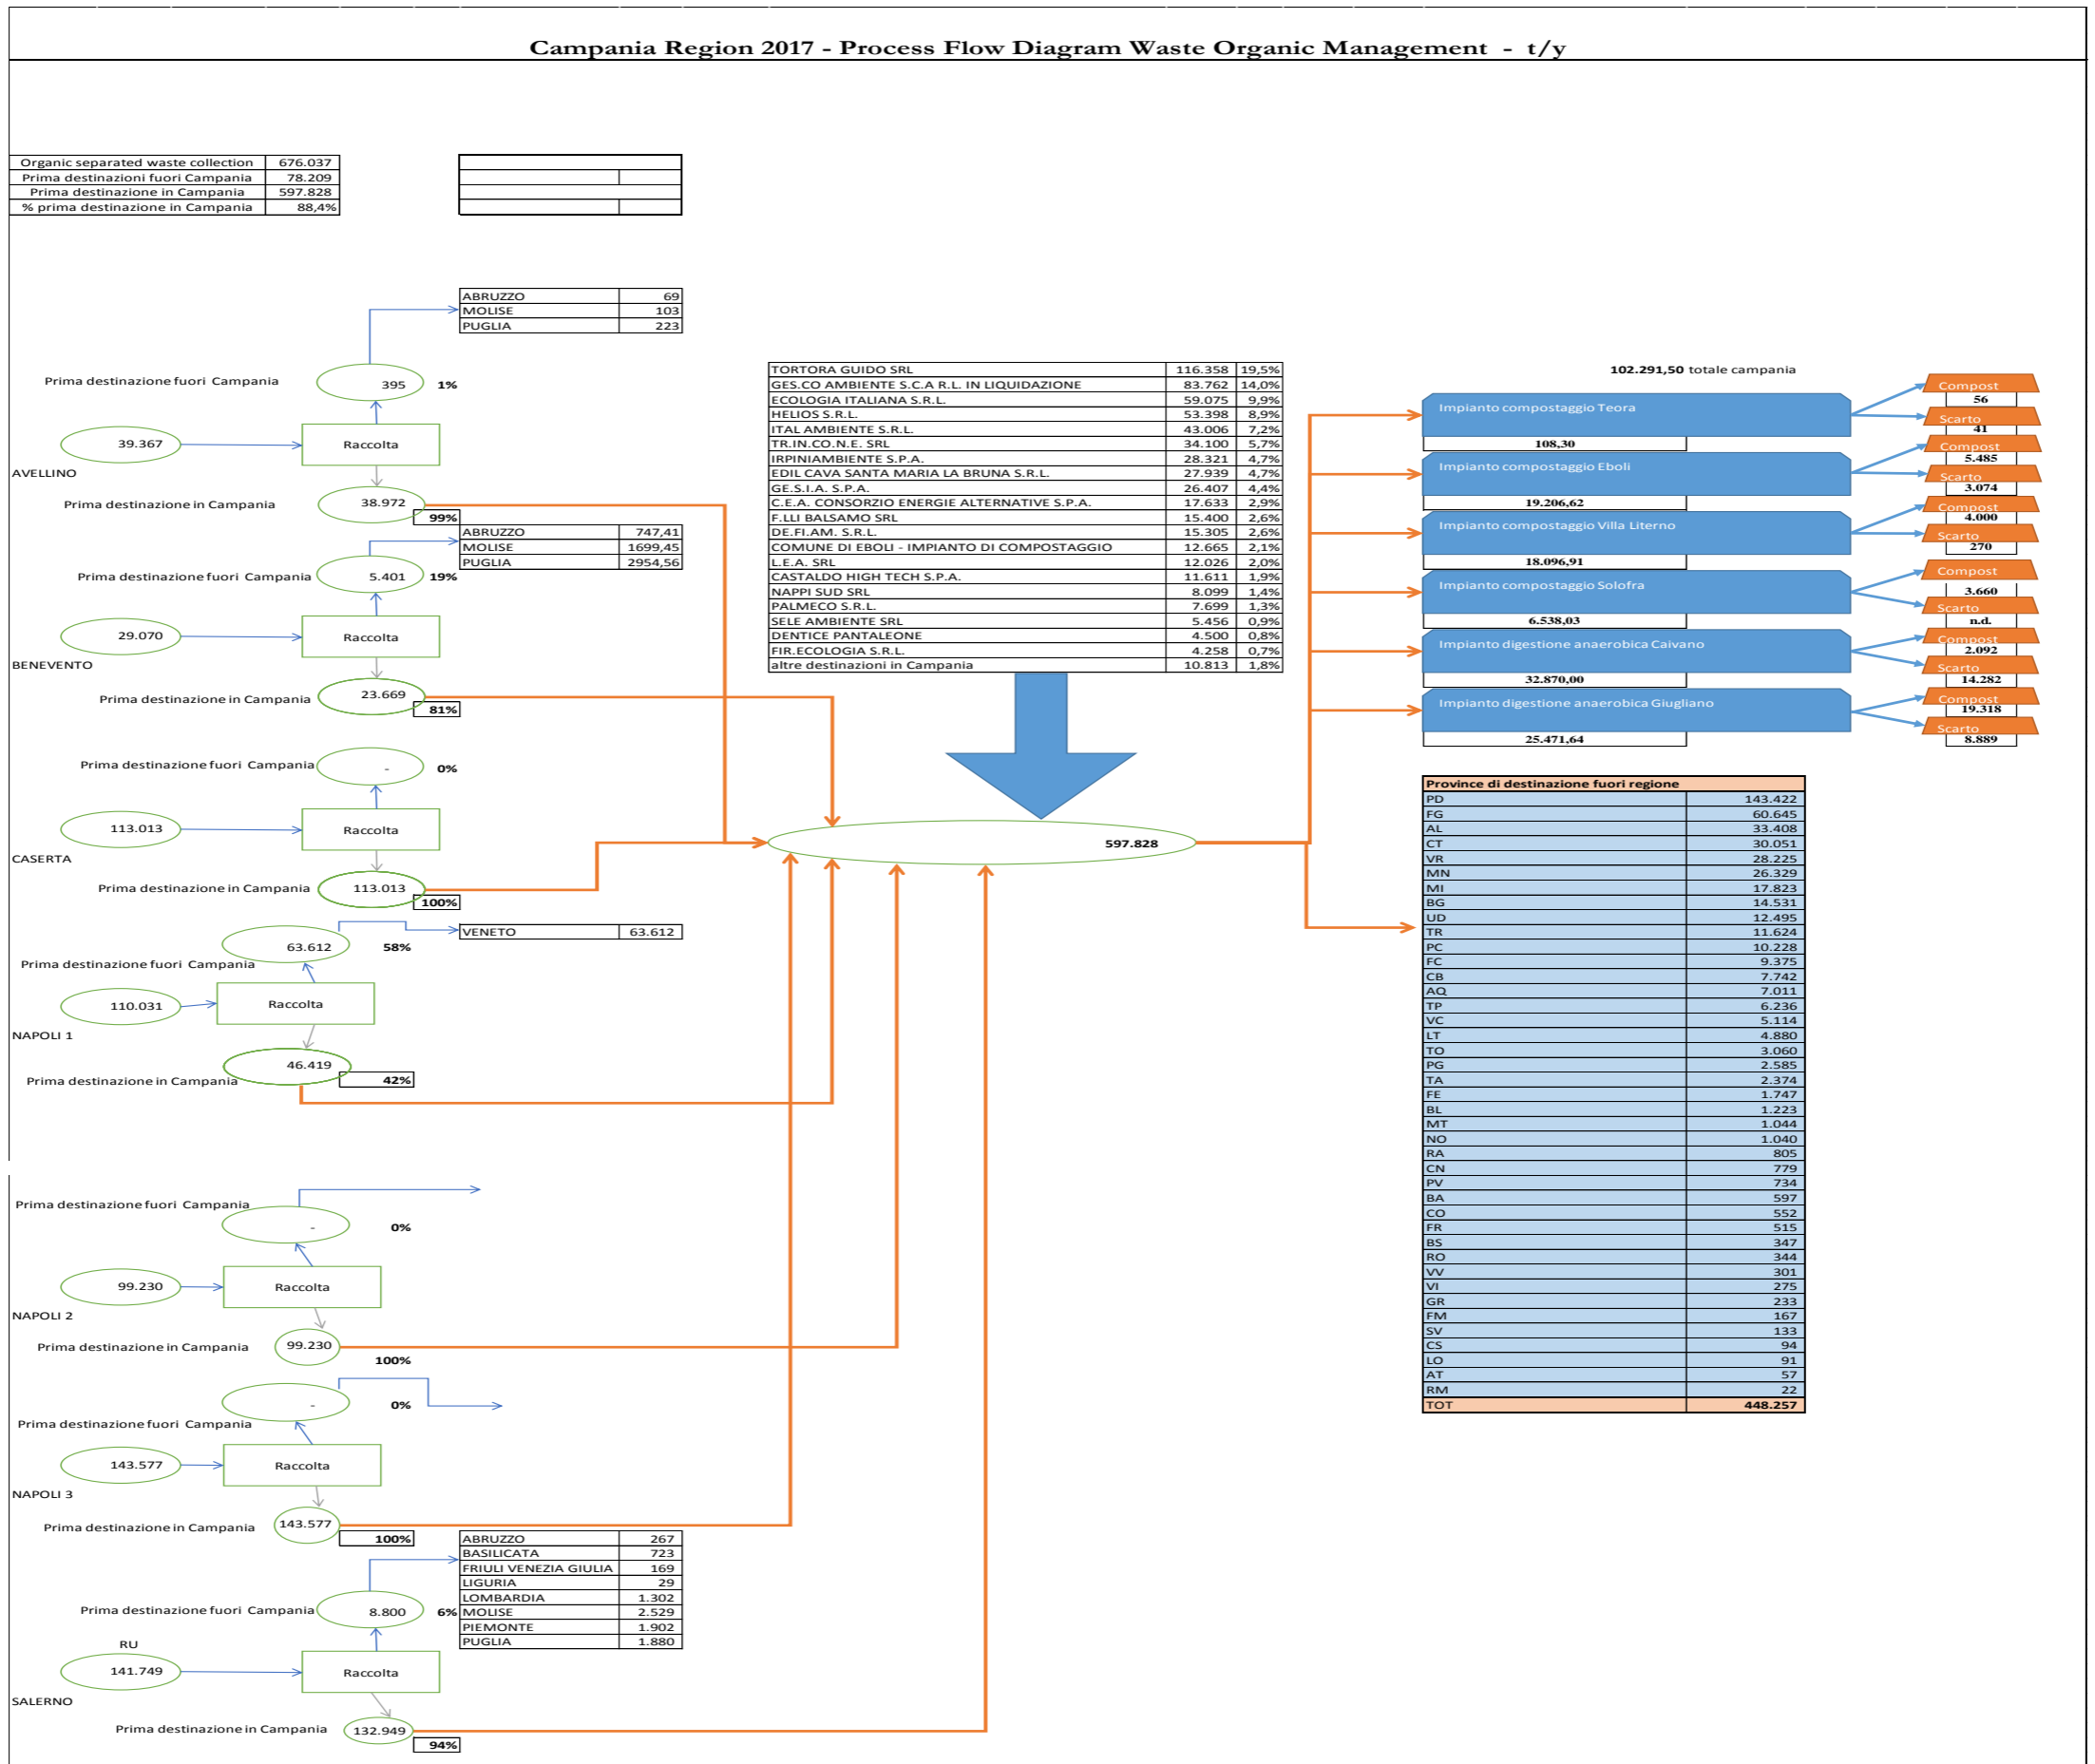 Campania Region 2017 - Process Flow Diagram Waste Organic Management - t/y
Organic separated waste collection 676.037
Prima destinazioni fuori Campania 78.209
Prima destinazione in Campania 597.828
% prima destinazione in Campania 88,4%
ABRUZZO 69
MOLISE 103
PUGLIA 223
Prima destinazione fuori Campania 395 1%
39.367 Raccolta
AVELLINO
Prima destinazione in Campania 38.972
99%
ABRUZZO 747,41
MOLISE 1699,45
PUGLIA 2954,56
Prima destinazione fuori Campania 5.401 19%
29.070 Raccolta
BENEVENTO
Prima destinazione in Campania 23.669
81%
Prima destinazione fuori Campania - 0%
113.013 Raccolta
CASERTA
Prima destinazione in Campania 113.013
100%
VENETO 63.612
63.612 58%
Prima destinazione fuori Campania
110.031 Raccolta
NAPOLI 1
46.419
Prima destinazione in Campania 42%
Prima destinazione fuori Campania
- 0%
99.230 Raccolta
NAPOLI 2
Prima destinazione in Campania 99.230
100%
- 0%
Prima destinazione fuori Campania
143.577 Raccolta
NAPOLI 3
Prima destinazione in Campania 143.577
100%
ABRUZZO 267
BASILICATA 723
FRIULI VENEZIA GIULIA 169
LIGURIA 29
LOMBARDIA 1.302
MOLISE 2.529
PIEMONTE 1.902
PUGLIA 1.880
Prima destinazione fuori Campania 8.800 6%
RU
141.749 Raccolta
SALERNO
Prima destinazione in Campania 132.949
94%
TORTORA GUIDO SRL 116.358 19,5%
GES.CO AMBIENTE S.C.A R.L. IN LIQUIDAZIONE 83.762 14,0%
ECOLOGIA ITALIANA S.R.L. 59.075 9,9%
HELIOS S.R.L. 53.398 8,9%
ITAL AMBIENTE S.R.L. 43.006 7,2%
TR.IN.CO.N.E. SRL 34.100 5,7%
IRPINIAMBIENTE S.P.A. 28.321 4,7%
EDIL CAVA SANTA MARIA LA BRUNA S.R.L. 27.939 4,7%
GE.S.I.A. S.P.A. 26.407 4,4%
C.E.A. CONSORZIO ENERGIE ALTERNATIVE S.P.A. 17.633 2,9%
F.LLI BALSAMO SRL 15.400 2,6%
DE.FI.AM. S.R.L. 15.305 2,6%
COMUNE DI EBOLI - IMPIANTO DI COMPOSTAGGIO 12.665 2,1%
L.E.A. SRL 12.026 2,0%
CASTALDO HIGH TECH S.P.A. 11.611 1,9%
NAPPI SUD SRL 8.099 1,4%
PALMECO S.R.L. 7.699 1,3%
SELE AMBIENTE SRL 5.456 0,9%
DENTICE PANTALEONE 4.500 0,8%
FIR.ECOLOGIA S.R.L. 4.258 0,7%
altre destinazioni in Campania 10.813 1,8%
597.828
102.291,50 totale campania
Impianto compostaggio Teora
108,30
Compost
56
Scarto
41
Impianto compostaggio Eboli
19.206,62
Compost
5.485
Scarto
3.074
Impianto compostaggio Villa Literno
18.096,91
Compost
4.000
Scarto
270
Impianto compostaggio Solofra
6.538,03
Compost
3.660
Scarto
n.d.
Impianto digestione anaerobica Caivano
32.870,00
Compost
2.092
Scarto
14.282
Impianto digestione anaerobica Giugliano
25.471,64
Compost
19.318
Scarto
8.889
Province di destinazione fuori regione
PD 143.422
FG 60.645
AL 33.408
CT 30.051
VR 28.225
MN 26.329
MI 17.823
BG 14.531
UD 12.495
TR 11.624
PC 10.228
FC 9.375
CB 7.742
AQ 7.011
TP 6.236
VC 5.114
LT 4.880
TO 3.060
PG 2.585
TA 2.374
FE 1.747
BL 1.223
MT 1.044
NO 1.040
RA 805
CN 779
PV 734
BA 597
CO 552
FR 515
BS 347
RO 344
VV 301
VI 275
GR 233
FM 167
SV 133
CS 94
LO 91
AT 57
RM 22
TOT 448.257